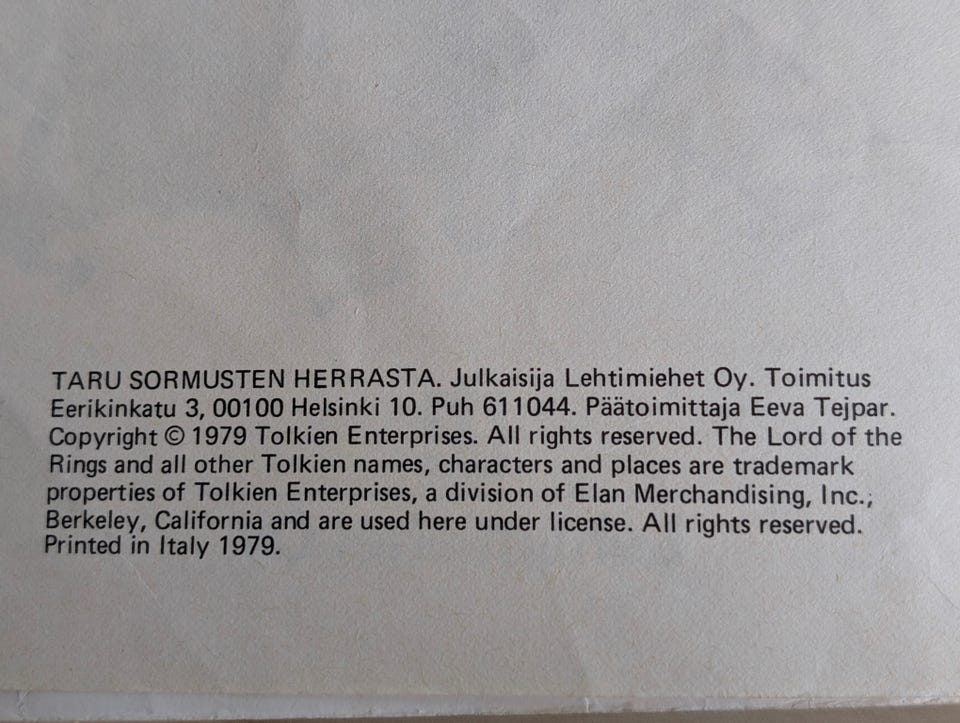 TARU SORMUSTEN HERRASTA. Julkaisija Lehtimiehet Oy. Toimitus
Eerikinkatu 3, 00100 Helsinki 10. Puh 611044. Päätoimittaja Eeva Tejpar.
Copyright © 1979 Tolkien Enterprises. All rights reserved. The Lord of the
Rings and all other Tolkien names, characters and places are trademark
properties of Tolkien Enterprises, a division of Elan Merchandising, Inc.;
Berkeley, California and are used here under license. All rights reserved.
Printed in Italy 1979.